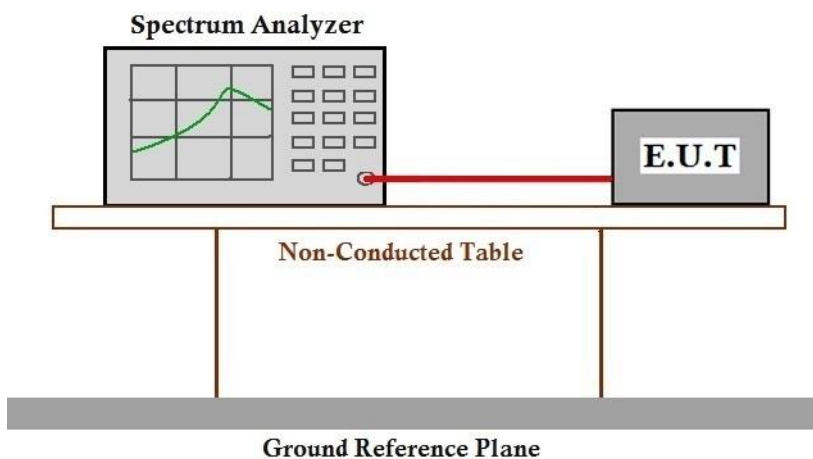 Spectrum Analyzer
E.U.T
Non-Conducted Table
Ground Reference Plane